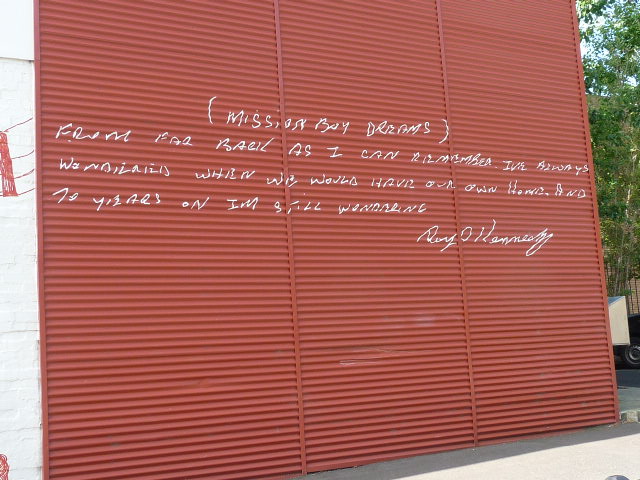 ( MISSION BOY DREAMS )
FROM FAR BACK AS I CAN REMEMBER. IVE ALWAYS
WONDERED WHEN WE WOULD HAVE OUR OWN HOME. AND
70 YEARS ON IM STILL WONDERING
Roy D Kennedy